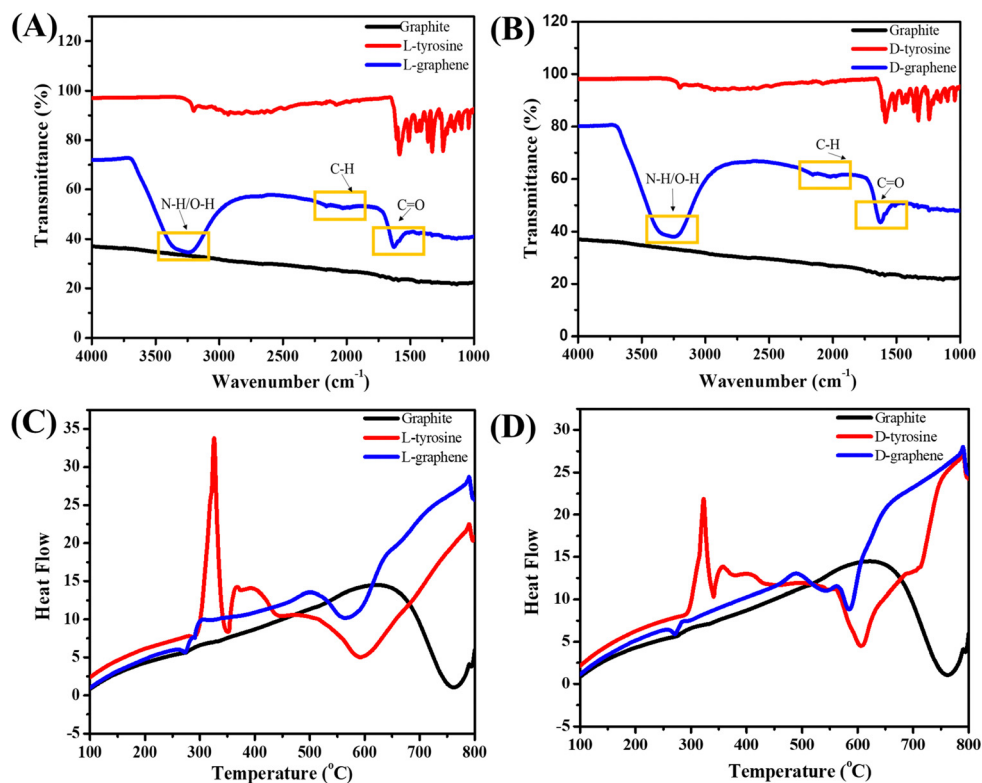 (A)
Graphite
L-tyrosine
L-graphene
120
100
80
60
40
20
0
N-H/O-H
C-H
C=O
4000 3500 3000 2500 2000 1500 1000
Transmittance (%)
Wavenumber (cm⁻¹)
(B)
Graphite
D-tyrosine
D-graphene
120
100
80
60
40
20
0
N-H/O-H
C-H
C=O
4000 3500 3000 2500 2000 1500 1000
Transmittance (%)
Wavenumber (cm⁻¹)
(C)
Graphite
L-tyrosine
L-graphene
35
30
25
20
15
10
5
0
-5
100 200 300 400 500 600 700 800
Heat Flow
Temperature (°C)
(D)
Graphite
D-tyrosine
D-graphene
30
25
20
15
10
5
0
-5
100 200 300 400 500 600 700 800
Heat Flow
Temperature (°C)